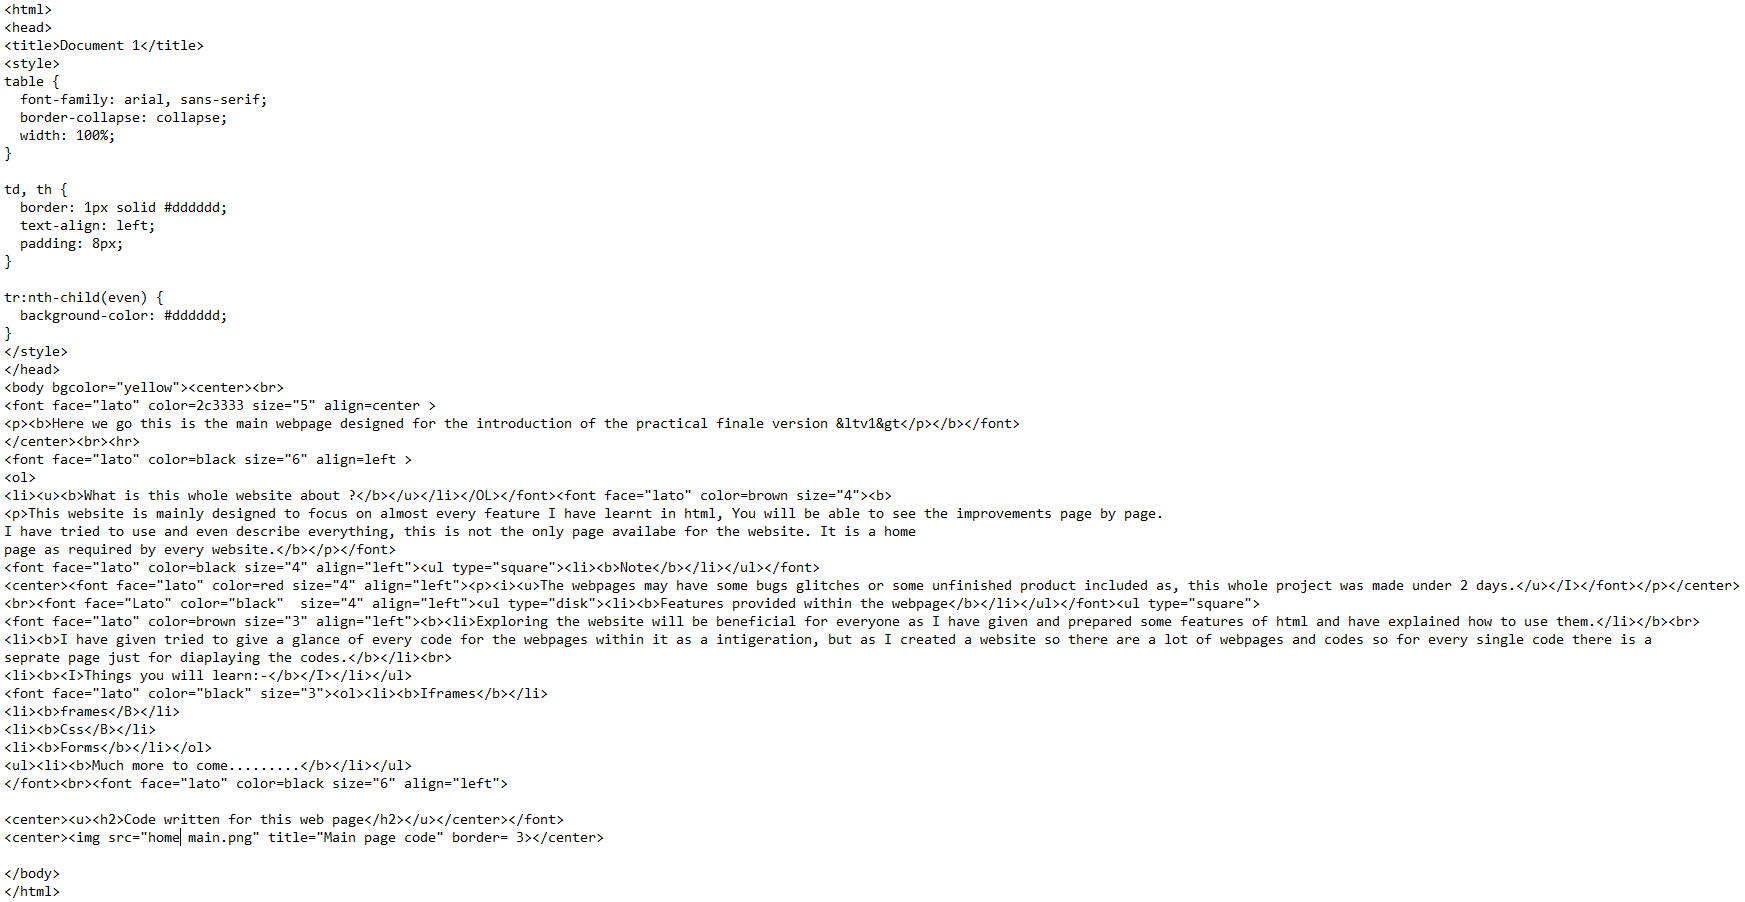 <html>
<head>
<title>Document 1</title>
<style>
table {
  font-family: arial, sans-serif;
  border-collapse: collapse;
  width: 100%;
}

td, th {
  border: 1px solid #dddddd;
  text-align: left;
  padding: 8px;
}

tr:nth-child(even) {
  background-color: #dddddd;
}
</style>
</head>
<body bgcolor="yellow"><center><br>
<font face="lato" color=2c3333 size="5" align=center >
<p><b>Here we go this is the main webpage designed for the introduction of the practical finale version &ltv1&gt</p></b></font>
</center><br><hr>
<font face="lato" color=black size="6" align=left >
<ol>
<li><u><b>What is this whole website about ?</b></u></li></OL></font><font face="lato" color=brown size="4"><b>
<p>This website is mainly designed to focus on almost every feature I have learnt in html, You will be able to see the improvements page by page.
I have tried to use and even describe everything, this is not the only page availabe for the website. It is a home
page as required by every website.</b></p></font>
<font face="lato" color=black size="4" align="left"><ul type="square"><li><b>Note</b></li></ul></font>
<center><font face="lato" color=red size="4" align="left"><p><i><u>The webpages may have some bugs glitches or some unfinished product included as, this whole project was made under 2 days.</u></I></font></p></center>
<br><font face="Lato" color="black"  size="4" align="left"><ul type="disk"><li><b>Features provided within the webpage</b></li></ul></font><ul type="square">
<font face="lato" color=brown size="3" align="left"><b><li>Exploring the website will be beneficial for everyone as I have given and prepared some features of html and have explained how to use them.</li></b><br>
<li><b>I have given tried to give a glance of every code for the webpages within it as a intigeration, but as I created a website so there are a lot of webpages and codes so for every single code there is a
seprate page just for diaplaying the codes.</b></li><br>
<li><b><I>Things you will learn:-</b></I></li></ul>
<font face="lato" color="black" size="3"><ol><li><b>Iframes</b></li>
<li><b>frames</B></li>
<li><b>Css</B></li>
<li><b>Forms</b></li></ol>
<ul><li><b>Much more to come.........</b></li></ul>
</font><br><font face="lato" color=black size="6" align="left">

<center><u><h2>Code written for this web page</h2></u></center></font>
<center><img src="home main.png" title="Main page code" border= 3></center>

</body>
</html>